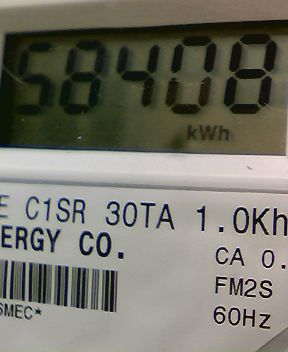 58408
kWh
E C1SR 30TA 1.0Kh
ERGY CO.
CA 0.
FM2S
60Hz
SMEC*